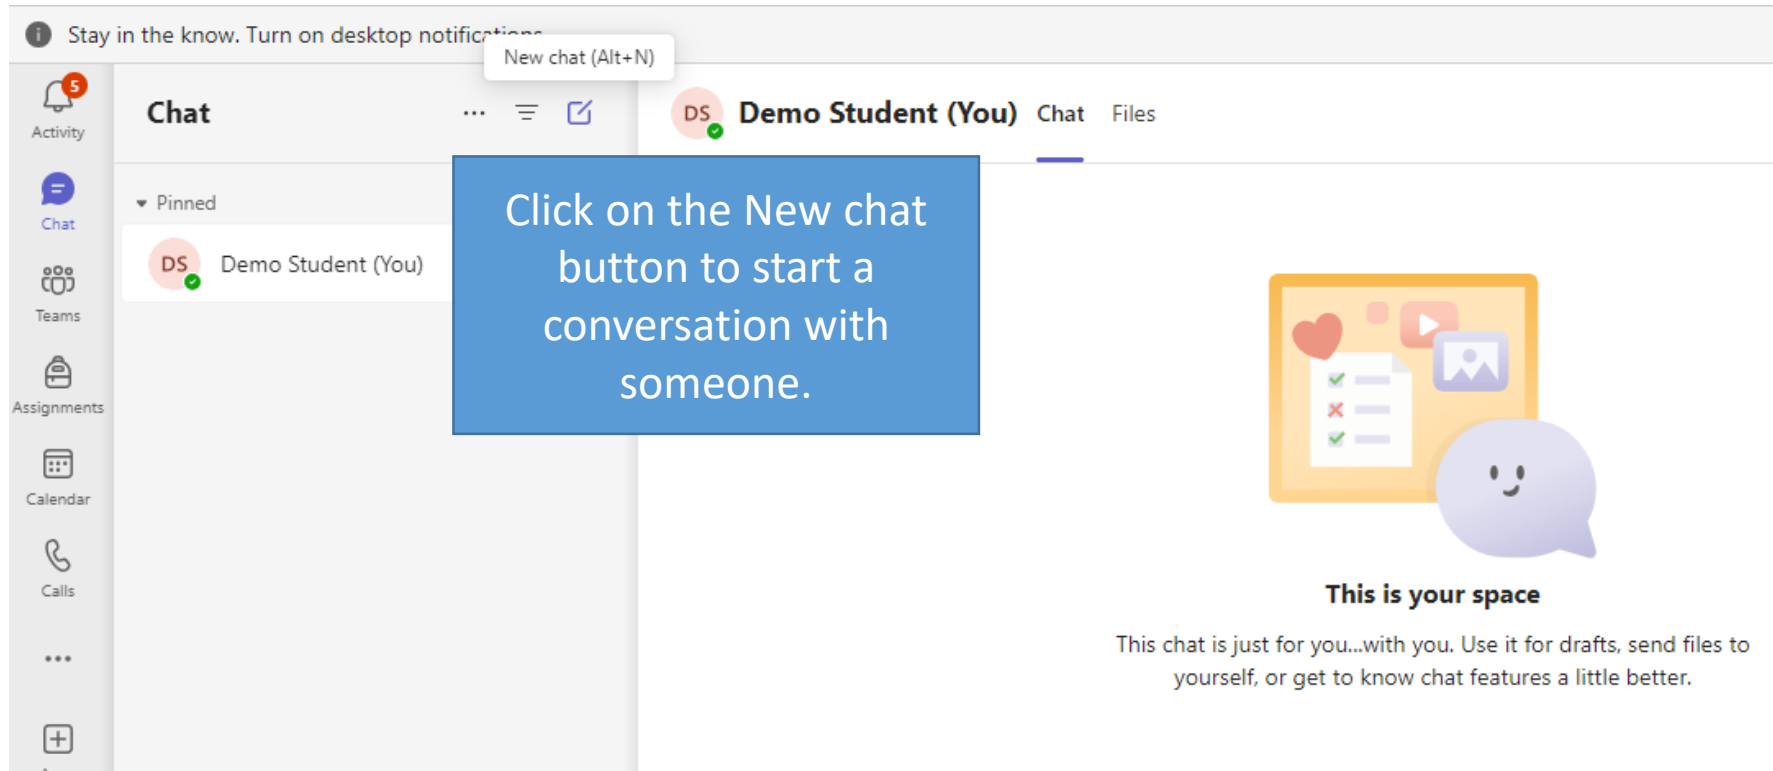 Stay in the know. Turn on desktop notifications
New chat (Alt+N)
5
Activity
Chat
Teams
Assignments
Calendar
Calls
Chat
Pinned
DS
Demo Student (You)
DS Demo Student (You) Chat Files
Click on the New chat
button to start a
conversation with
someone.
This is your space
This chat is just for you...with you. Use it for drafts, send files to
yourself, or get to know chat features a little better.